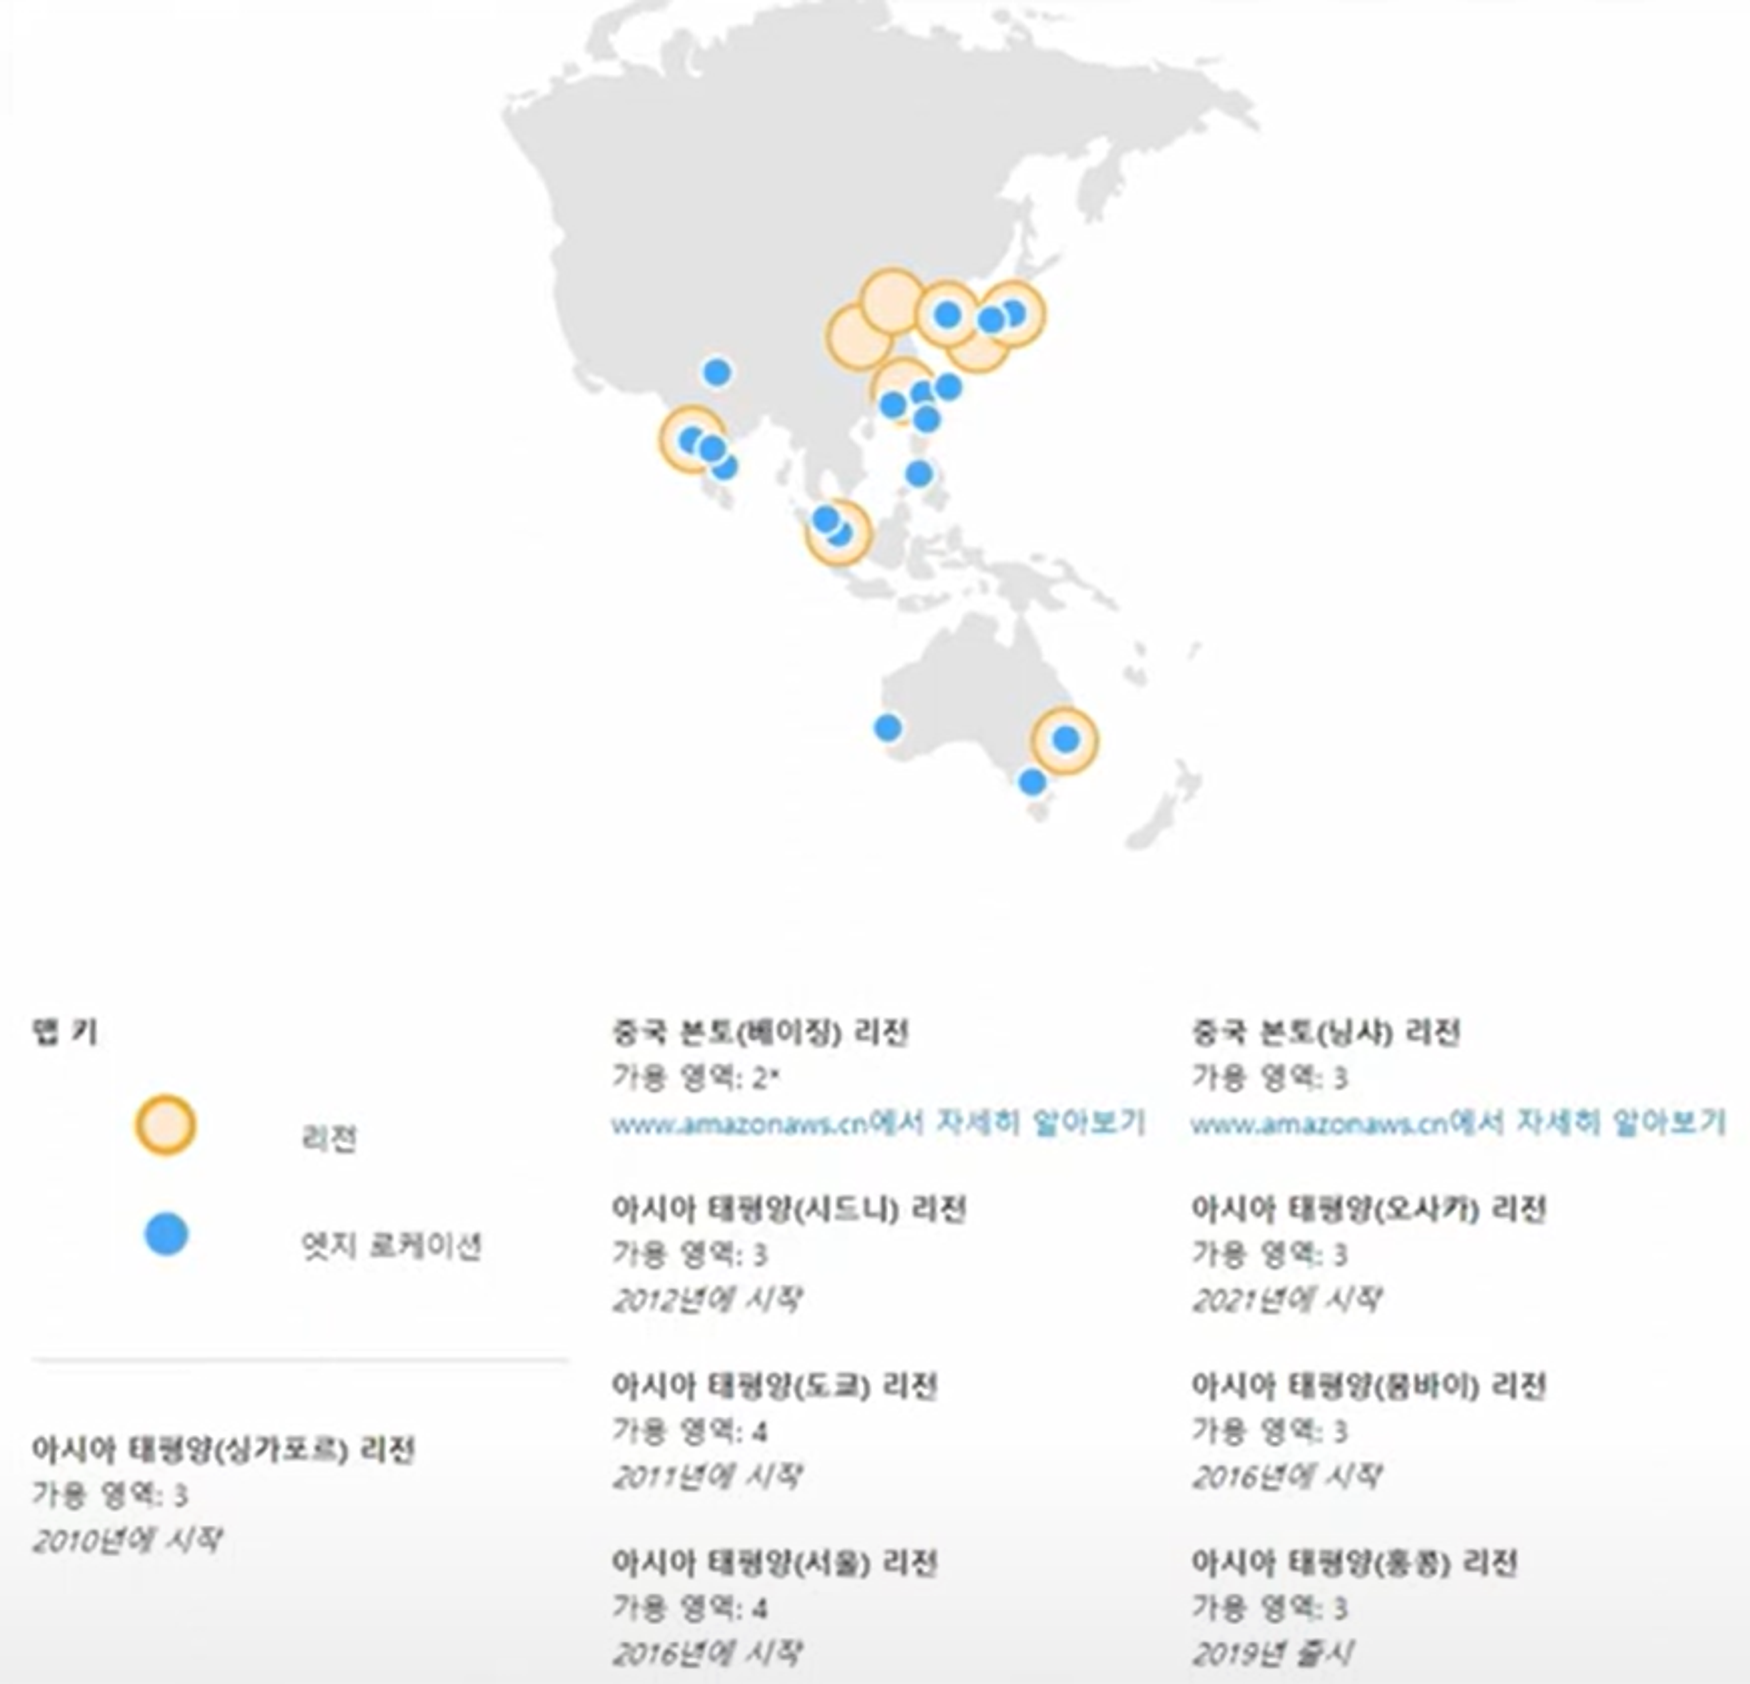 맵 키
리전
엣지 로케이션
아시아 태평양(싱가포르) 리전
가용 영역: 3
2010년에 시작
중국 본토(베이징) 리전
가용 영역: 2*
www.amazonaws.cn에서 자세히 알아보기
아시아 태평양(시드니) 리전
가용 영역: 3
2012년에 시작
아시아 태평양(도쿄) 리전
가용 영역: 4
2011년에 시작
아시아 태평양(서울) 리전
가용 영역: 4
2016년에 시작
중국 본토(닝샤) 리전
가용 영역: 3
www.amazonaws.cn에서 자세히 알아보기
아시아 태평양(오사카) 리전
가용 영역: 3
2021년에 시작
아시아 태평양(뭄바이) 리전
가용 영역: 3
2016년에 시작
아시아 태평양(홍콩) 리전
가용 영역: 3
2019년 출시